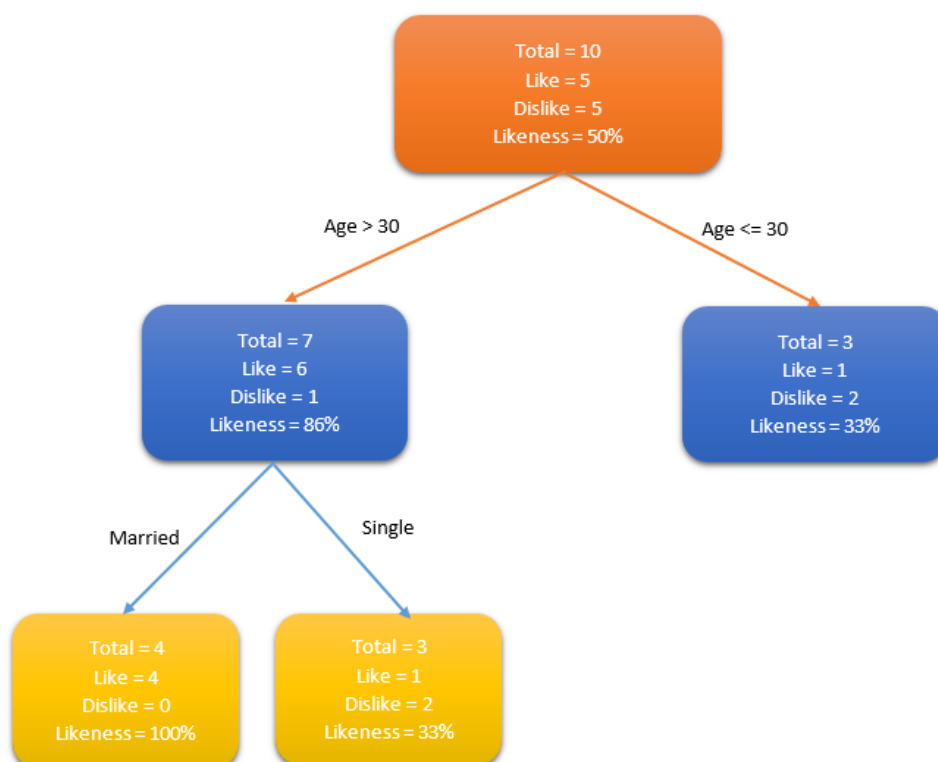 Total = 10
Like = 5
Dislike = 5
Likeness = 50%
Age > 30
Age <= 30
Total = 7
Like = 6
Dislike = 1
Likeness = 86%
Total = 3
Like = 1
Dislike = 2
Likeness = 33%
Married
Single
Total = 4
Like = 4
Dislike = 0
Likeness = 100%
Total = 3
Like = 1
Dislike = 2
Likeness = 33%